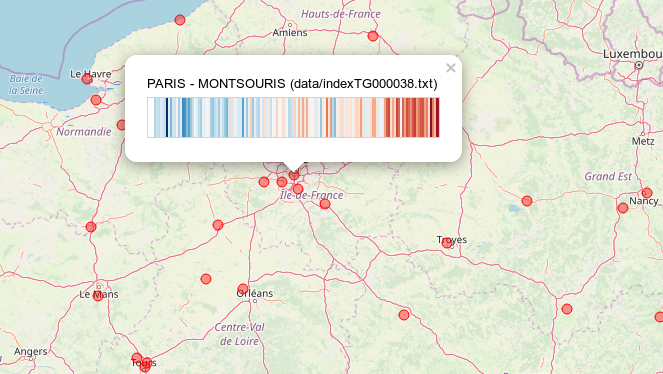 Hauts-de-France
Amiens
Luxembou
Baie de
la Seine
Le Havre
PARIS - MONTSOURIS (data/indexTG000038.txt)
×
Normandie
Metz
Grand Est
Île-de-France
Nancy
Troyes
Le Mans
Orléans
Centre-Val
de Loire
Angers
Tours